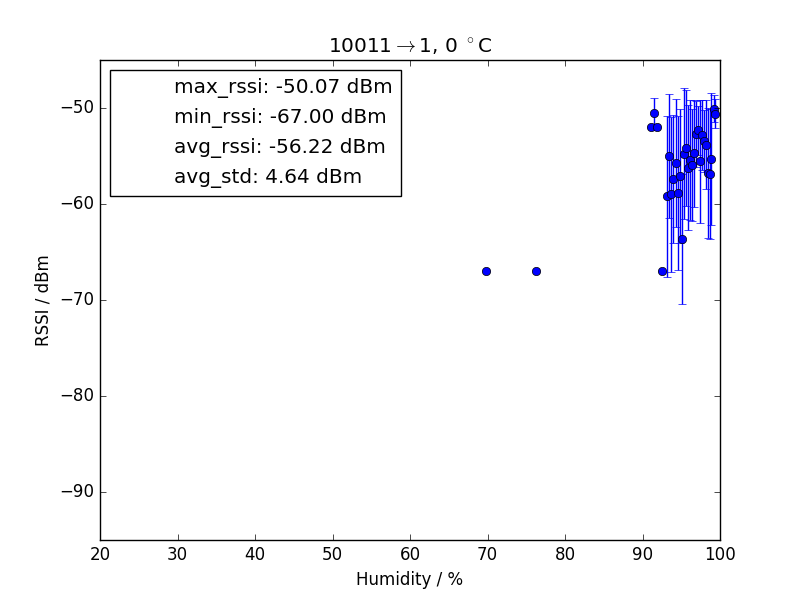 10011→1, 0 °C
max_rssi: -50.07 dBm
min_rssi: -67.00 dBm
avg_rssi: -56.22 dBm
avg_std: 4.64 dBm
RSSI / dBm
−50
−60
−70
−80
−90
20 30 40 50 60 70 80 90 100
Humidity / %